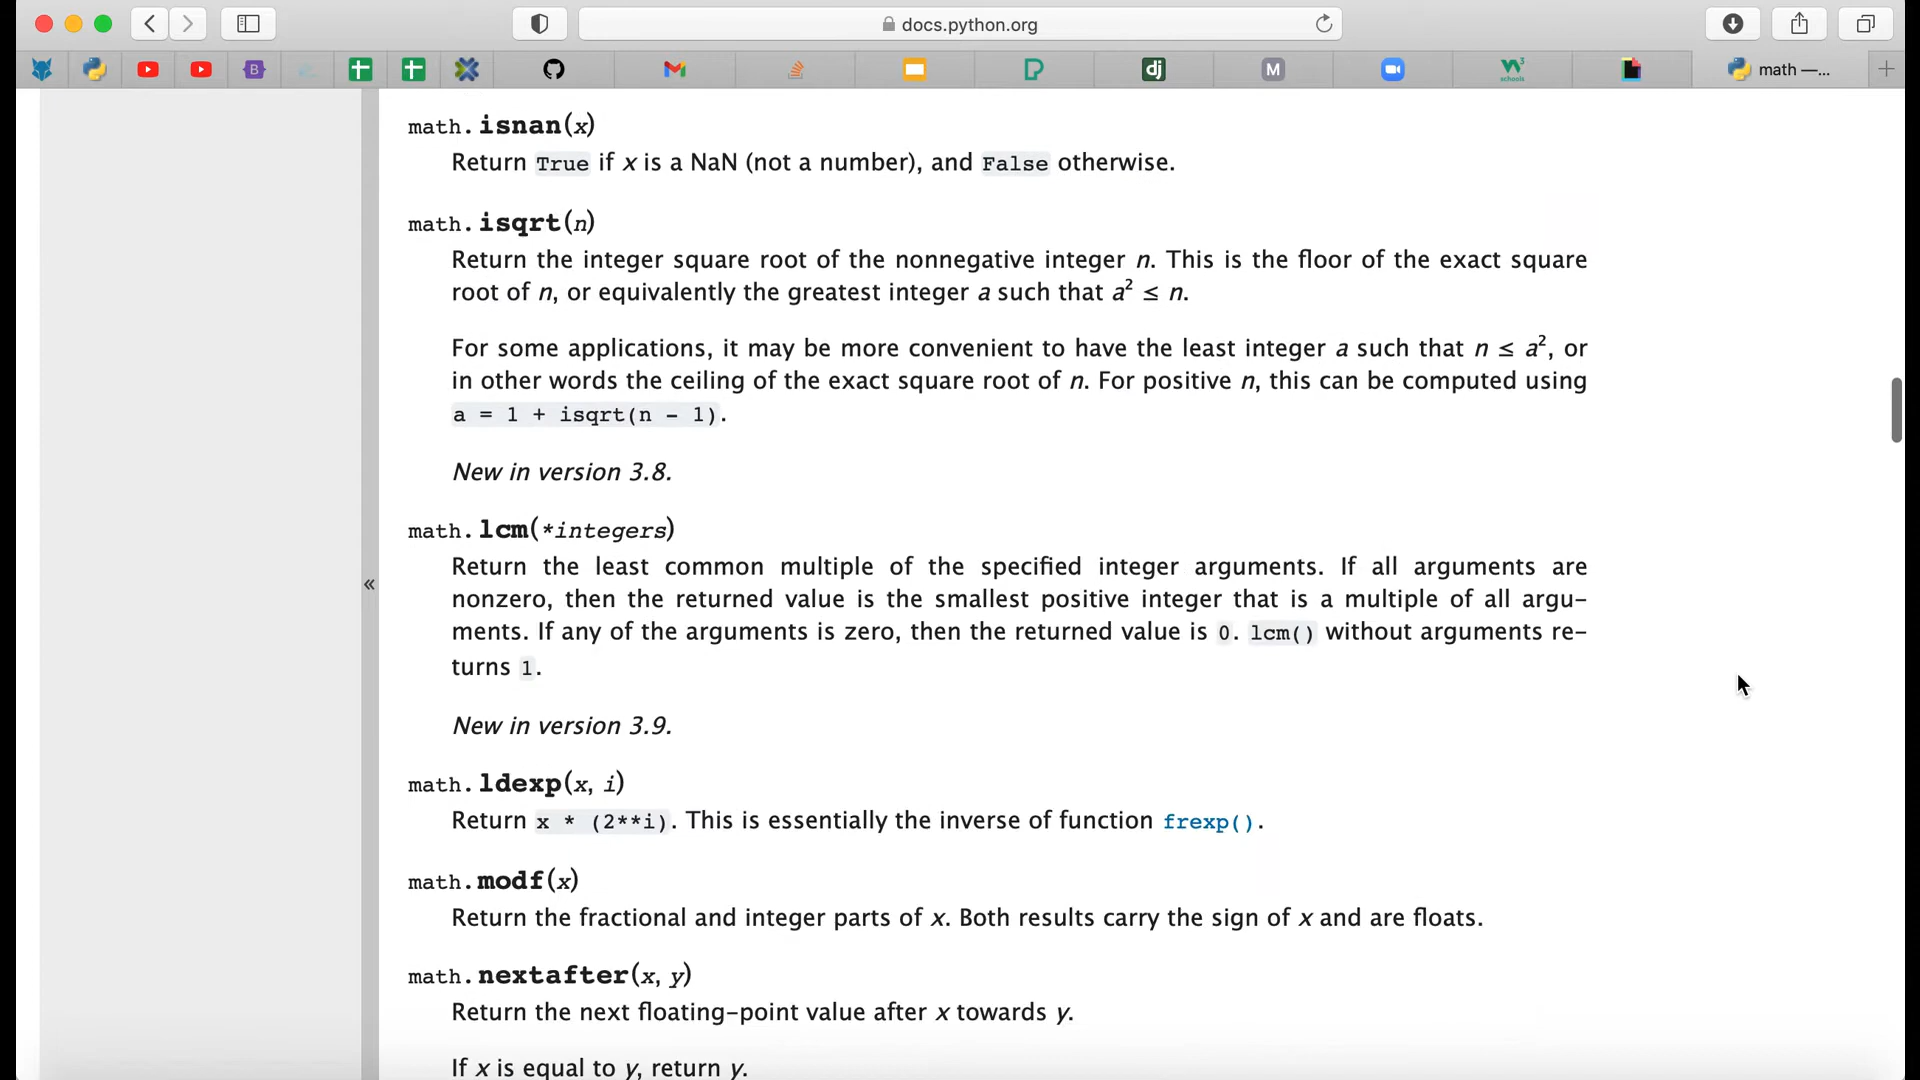 docs.python.org
B
M
dj
W3
schools
math —...
math.isnan(x)
Return True if x is a NaN (not a number), and False otherwise.
math.isqrt(n)
Return the integer square root of the nonnegative integer n. This is the floor of the exact square
root of n, or equivalently the greatest integer a such that a² ≤ n.
For some applications, it may be more convenient to have the least integer a such that n ≤ a², or
in other words the ceiling of the exact square root of n. For positive n, this can be computed using
a = 1 + isqrt(n - 1).
New in version 3.8.
math.lcm(*integers)
Return the least common multiple of the specified integer arguments. If all arguments are
nonzero, then the returned value is the smallest positive integer that is a multiple of all argu-
ments. If any of the arguments is zero, then the returned value is 0. lcm() without arguments re-
turns 1.
New in version 3.9.
«
math.ldexp(x, i)
Return x * (2**i). This is essentially the inverse of function frexp().
math.modf(x)
Return the fractional and integer parts of x. Both results carry the sign of x and are floats.
math.nextafter(x, y)
Return the next floating-point value after x towards y.
If x is equal to y, return y.